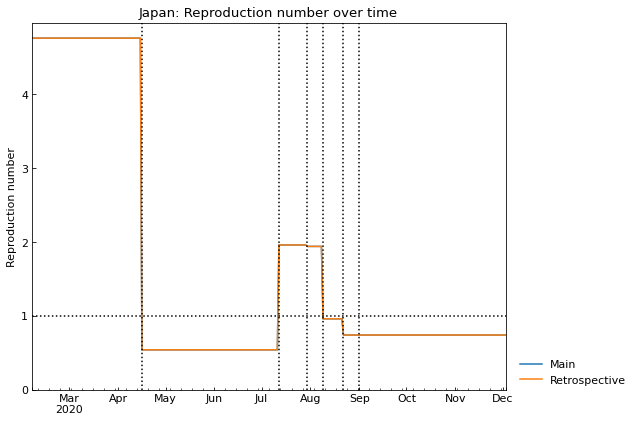 Japan: Reproduction number over time
Reproduction number
4
3
2
1
0
Mar Apr May Jun Jul Aug Sep Oct Nov Dec
2020
Main
Retrospective